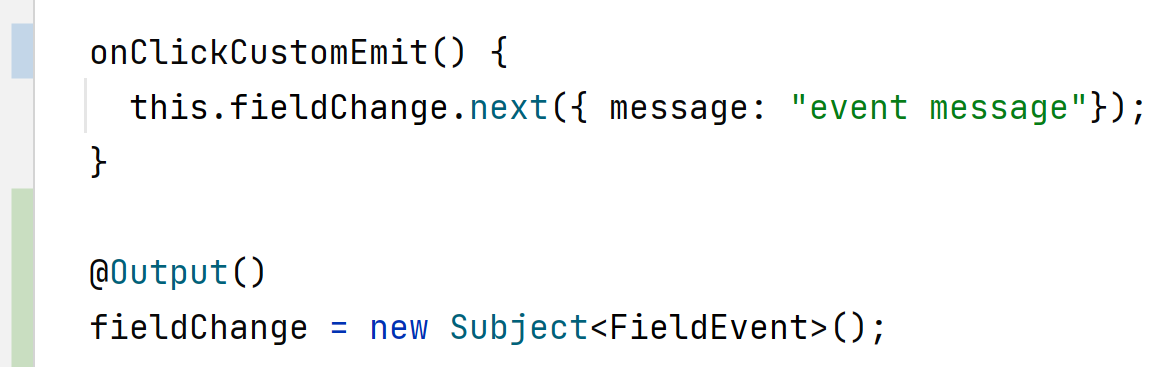 onClickCustomEmit() {
  this.fieldChange.next({ message: "event message"});
}
@Output()
fieldChange = new Subject<FieldEvent>();